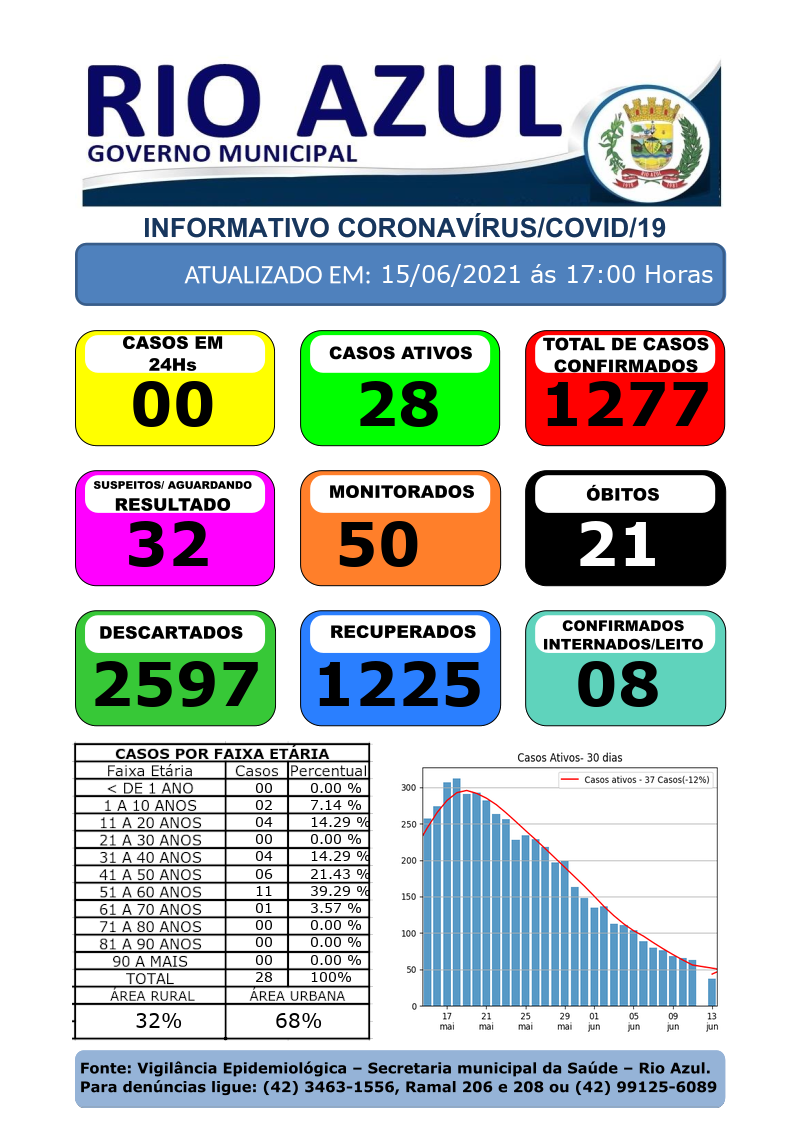 RIO AZUL
GOVERNO MUNICIPAL
RIO AZUL
INFORMATIVO CORONAVÍRUS/COVID/19
ATUALIZADO EM: 15/06/2021 ás 17:00 Horas
CASOS EM
24Hs
00
CASOS ATIVOS
28
TOTAL DE CASOS
CONFIRMADOS
1277
SUSPEITOS/ AGUARDANDO
RESULTADO
32
MONITORADOS
50
ÓBITOS
21
DESCARTADOS
2597
RECUPERADOS
1225
CONFIRMADOS
INTERNADOS/LEITO
08
CASOS POR FAIXA ETÁRIA
Faixa Etária Casos Percentual
< DE 1 ANO 00 0.00 %
1 A 10 ANOS 02 7.14 %
11 A 20 ANOS 04 14.29 %
21 A 30 ANOS 00 0.00 %
31 A 40 ANOS 04 14.29 %
41 A 50 ANOS 06 21.43 %
51 A 60 ANOS 11 39.29 %
61 A 70 ANOS 01 3.57 %
71 A 80 ANOS 00 0.00 %
81 A 90 ANOS 00 0.00 %
90 A MAIS 00 0.00 %
TOTAL 28 100%
ÁREA RURAL ÁREA URBANA
32% 68%
Casos Ativos- 30 dias
Casos ativos - 37 Casos(-12%)
300
250
200
150
100
50
0
17 21 25 29 01 05 09 13
mai mai mai mai jun jun jun jun
Fonte: Vigilância Epidemiológica – Secretaria municipal da Saúde – Rio Azul.
Para denúncias ligue: (42) 3463-1556, Ramal 206 e 208 ou (42) 99125-6089